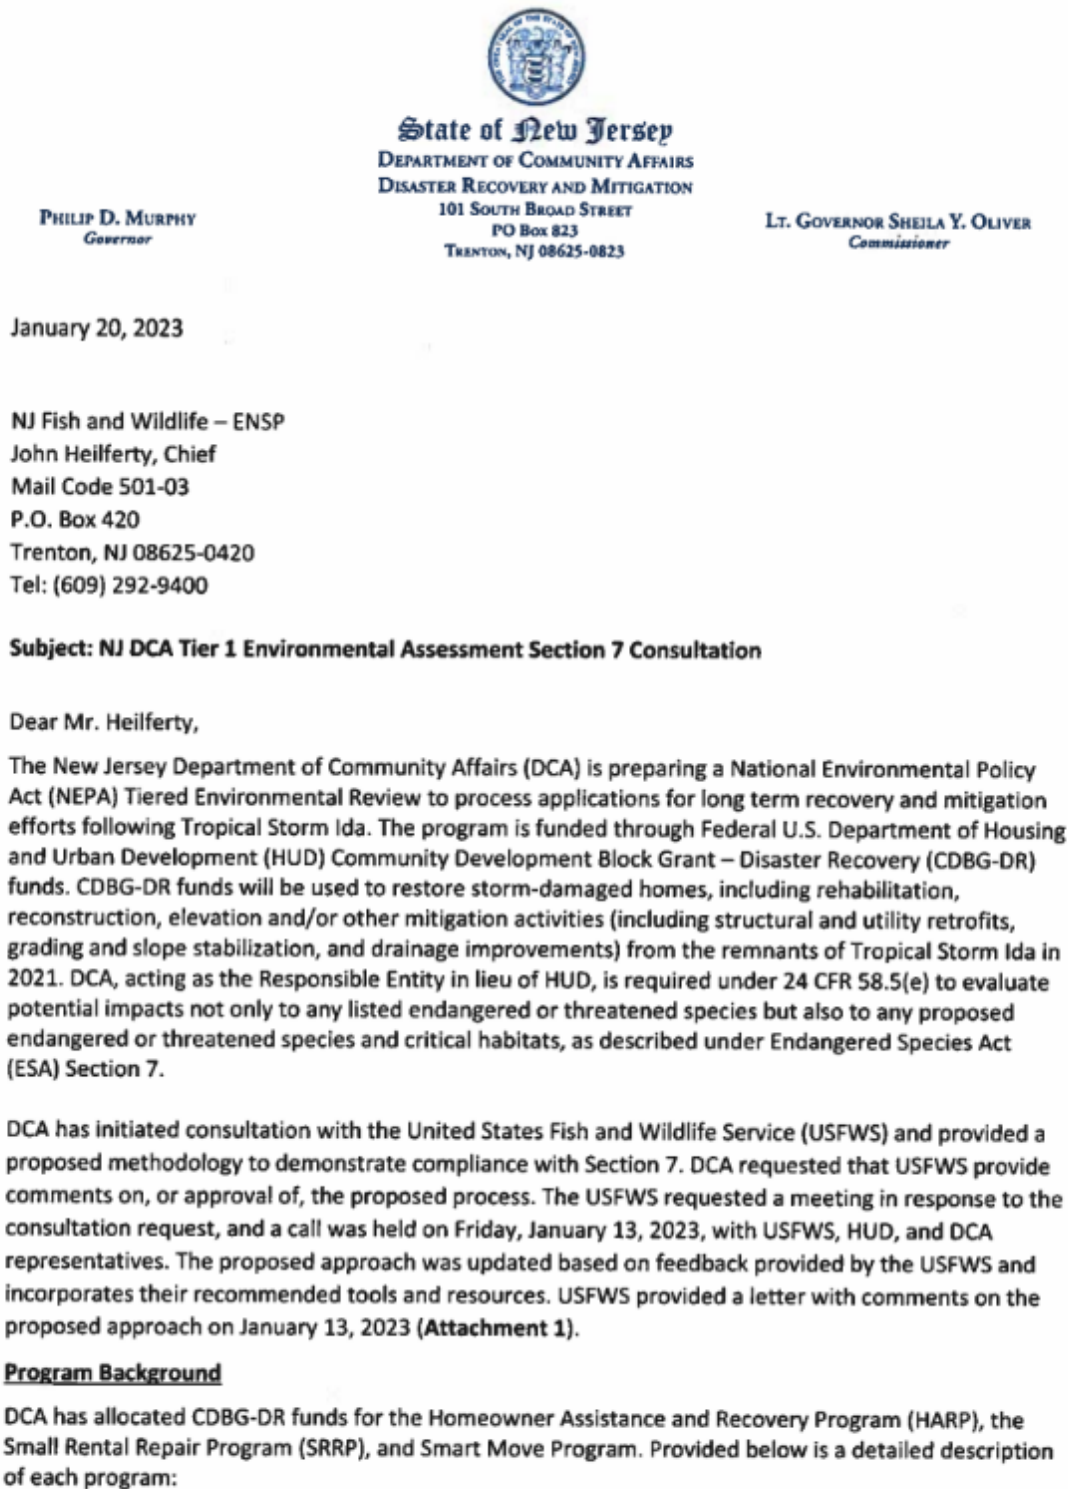 State of New Jersey
DEPARTMENT OF COMMUNITY AFFAIRS
DISASTER RECOVERY AND MITIGATION
101 SOUTH BROAD STREET
PO BOX 823
TRENTON, NJ 08625-0823
PHILIP D. MURPHY
Governor
LT. GOVERNOR SHEILA Y. OLIVER
Commissioner
January 20, 2023
NJ Fish and Wildlife – ENSP
John Heilferty, Chief
Mail Code 501-03
P.O. Box 420
Trenton, NJ 08625-0420
Tel: (609) 292-9400
Subject: NJ DCA Tier 1 Environmental Assessment Section 7 Consultation
Dear Mr. Heilferty,
The New Jersey Department of Community Affairs (DCA) is preparing a National Environmental Policy
Act (NEPA) Tiered Environmental Review to process applications for long term recovery and mitigation
efforts following Tropical Storm Ida. The program is funded through Federal U.S. Department of Housing
and Urban Development (HUD) Community Development Block Grant – Disaster Recovery (CDBG-DR)
funds. CDBG-DR funds will be used to restore storm-damaged homes, including rehabilitation,
reconstruction, elevation and/or other mitigation activities (including structural and utility retrofits,
grading and slope stabilization, and drainage improvements) from the remnants of Tropical Storm Ida in
2021. DCA, acting as the Responsible Entity in lieu of HUD, is required under 24 CFR 58.5(e) to evaluate
potential impacts not only to any listed endangered or threatened species but also to any proposed
endangered or threatened species and critical habitats, as described under Endangered Species Act
(ESA) Section 7.
DCA has initiated consultation with the United States Fish and Wildlife Service (USFWS) and provided a
proposed methodology to demonstrate compliance with Section 7. DCA requested that USFWS provide
comments on, or approval of, the proposed process. The USFWS requested a meeting in response to the
consultation request, and a call was held on Friday, January 13, 2023, with USFWS, HUD, and DCA
representatives. The proposed approach was updated based on feedback provided by the USFWS and
incorporates their recommended tools and resources. USFWS provided a letter with comments on the
proposed approach on January 13, 2023 (Attachment 1).
Program Background
DCA has allocated CDBG-DR funds for the Homeowner Assistance and Recovery Program (HARP), the
Small Rental Repair Program (SRRP), and Smart Move Program. Provided below is a detailed description
of each program: